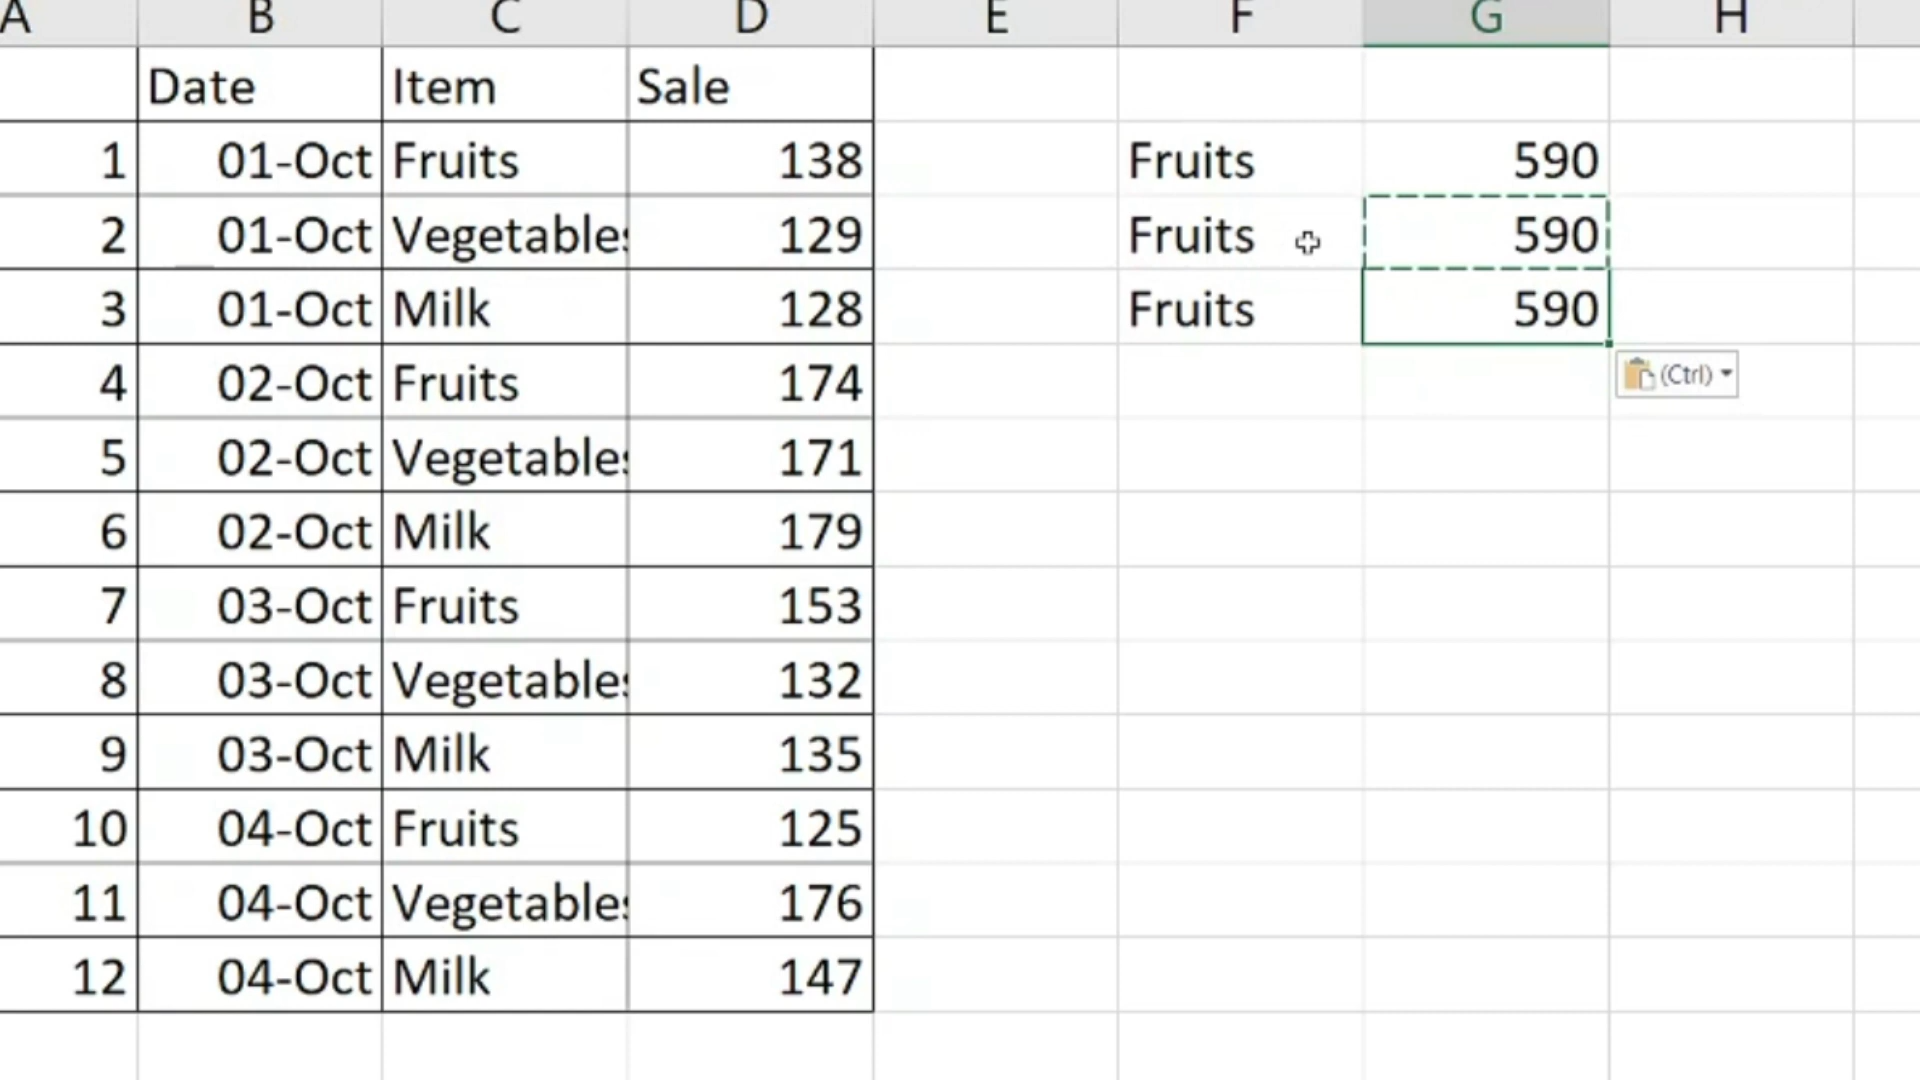 A B C D E F G H
Date Item Sale
1 01-Oct Fruits 138 Fruits 590
2 01-Oct Vegetables 129 Fruits 590
3 01-Oct Milk 128 Fruits 590
4 02-Oct Fruits 174 (Ctrl)
5 02-Oct Vegetables 171
6 02-Oct Milk 179
7 03-Oct Fruits 153
8 03-Oct Vegetables 132
9 03-Oct Milk 135
10 04-Oct Fruits 125
11 04-Oct Vegetables 176
12 04-Oct Milk 147